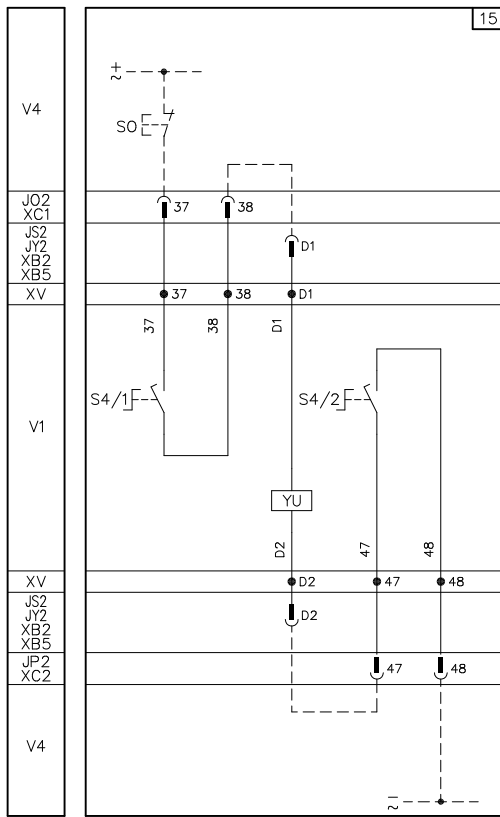 15
+
~
V4
SO
JO2
XC1
37
38
JS2
JY2
XB2
XB5
D1
XV
37
38
D1
37
38
D1
V1
S4/1
S4/2
YU
D2
47
48
XV
D2
47
48
JS2
JY2
XB2
XB5
D2
JP2
XC2
47
48
V4
−
~